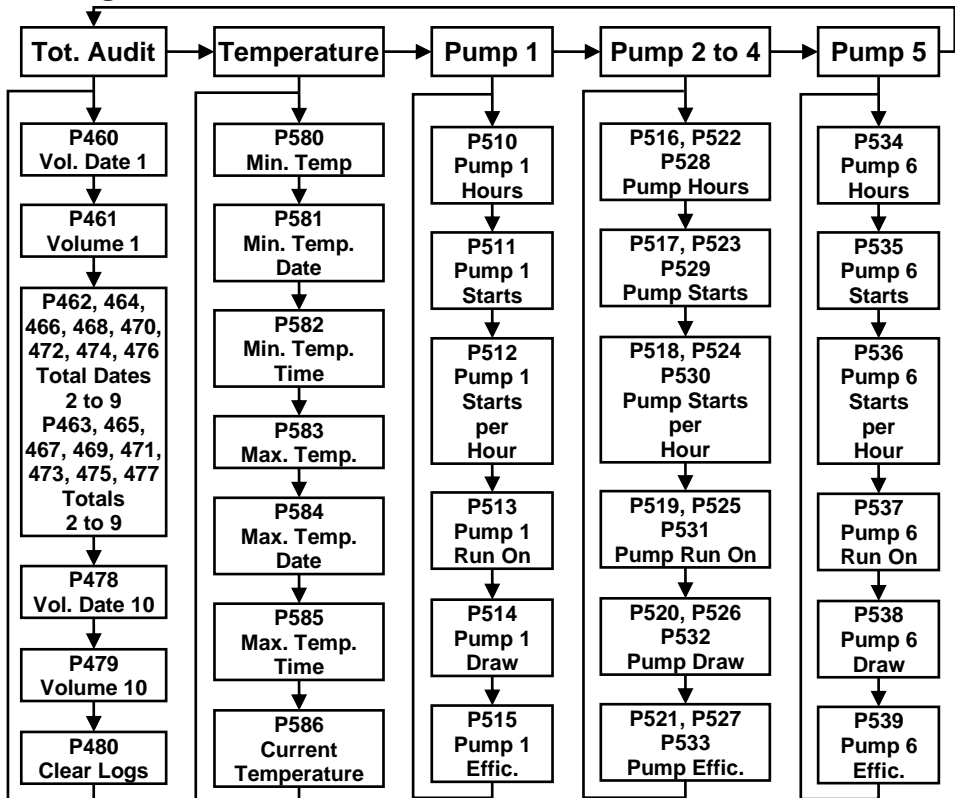 Tot. Audit
Temperature
Pump 1
Pump 2 to 4
Pump 5
P460
Vol. Date 1
P461
Volume 1
P462, 464,
466, 468, 470,
472, 474, 476
Total Dates
2 to 9
P463, 465,
467, 469, 471,
473, 475, 477
Totals
2 to 9
P478
Vol. Date 10
P479
Volume 10
P480
Clear Logs
P580
Min. Temp
P581
Min. Temp.
Date
P582
Min. Temp.
Time
P583
Max. Temp.
P584
Max. Temp.
Date
P585
Max. Temp.
Time
P586
Current
Temperature
P510
Pump 1
Hours
P511
Pump 1
Starts
P512
Pump 1
Starts
per
Hour
P513
Pump 1
Run On
P514
Pump 1
Draw
P515
Pump 1
Effic.
P516, P522
P528
Pump Hours
P517, P523
P529
Pump Starts
P518, P524
P530
Pump Starts
per
Hour
P519, P525
P531
Pump Run On
P520, P526
P532
Pump Draw
P521, P527
P533
Pump Effic.
P534
Pump 6
Hours
P535
Pump 6
Starts
P536
Pump 6
Starts
per
Hour
P537
Pump 6
Run On
P538
Pump 6
Draw
P539
Pump 6
Effic.